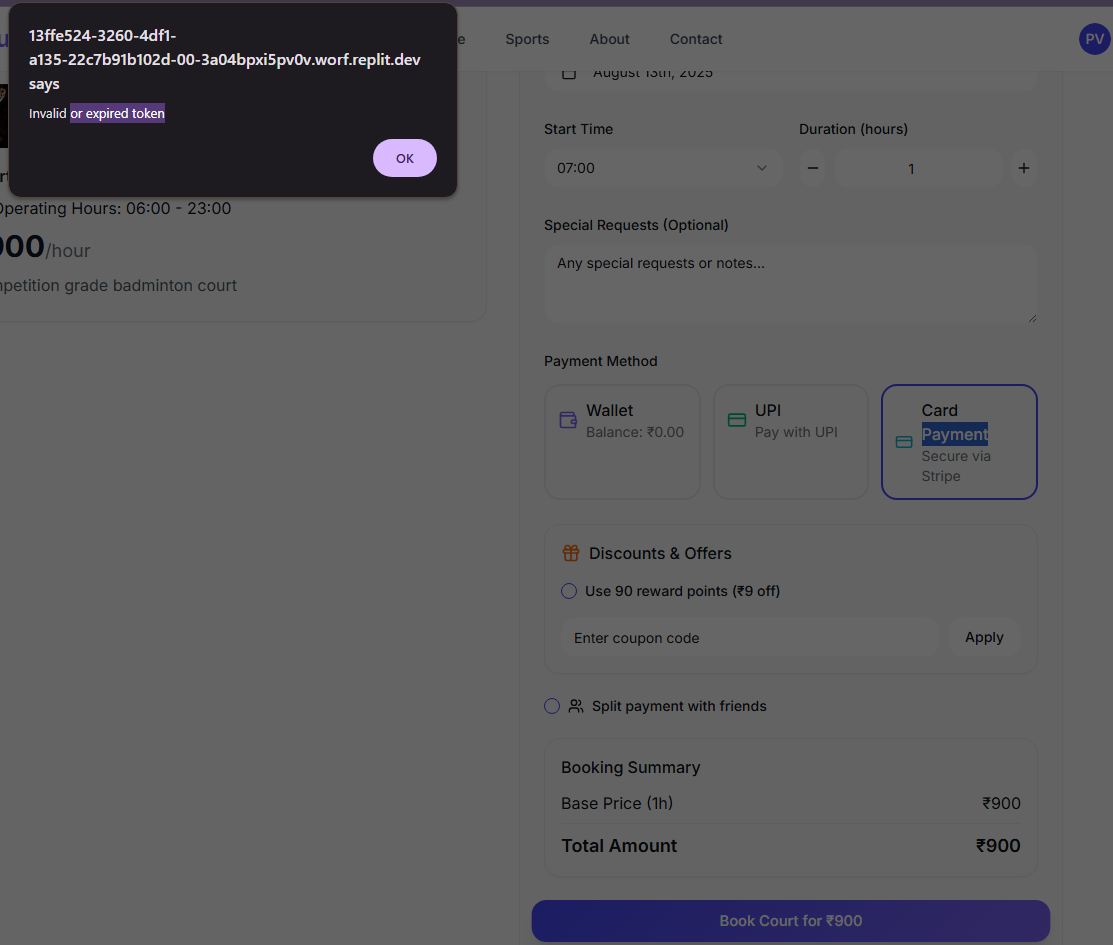 13ffe524-3260-4df1-
a135-22c7b91b102d-00-3a04bpxi5pv0v.worf.replit.dev
says
Invalid or expired token
OK
Sports
About
Contact
PV
Operating Hours: 06:00 - 23:00
/hour
badminton court
August 13th, 2025
Start Time
Duration (hours)
07:00
1
Special Requests (Optional)
Any special requests or notes...
Payment Method
Wallet
Balance: ₹0.00
UPI
Pay with UPI
Card
Payment
Secure via
Stripe
Discounts & Offers
Use 90 reward points (₹9 off)
Enter coupon code
Apply
Split payment with friends
Booking Summary
Base Price (1h) ₹900
Total Amount ₹900
Book Court for ₹900